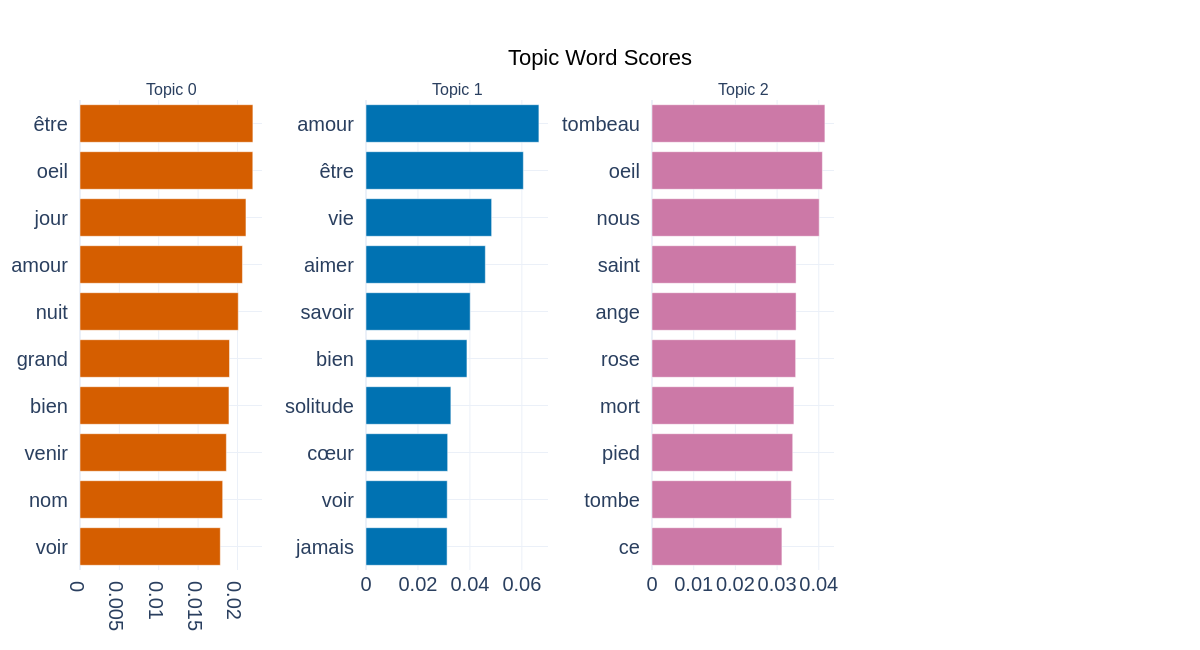 Topic Word Scores
Topic 0
être
oeil
jour
amour
nuit
grand
bien
venir
nom
voir
0
0.005
0.01
0.015
0.02
Topic 1
amour
être
vie
aimer
savoir
bien
solitude
cœur
voir
jamais
0 0.02 0.04 0.06
Topic 2
tombeau
oeil
nous
saint
ange
rose
mort
pied
tombe
ce
0 0.01 0.02 0.03 0.04